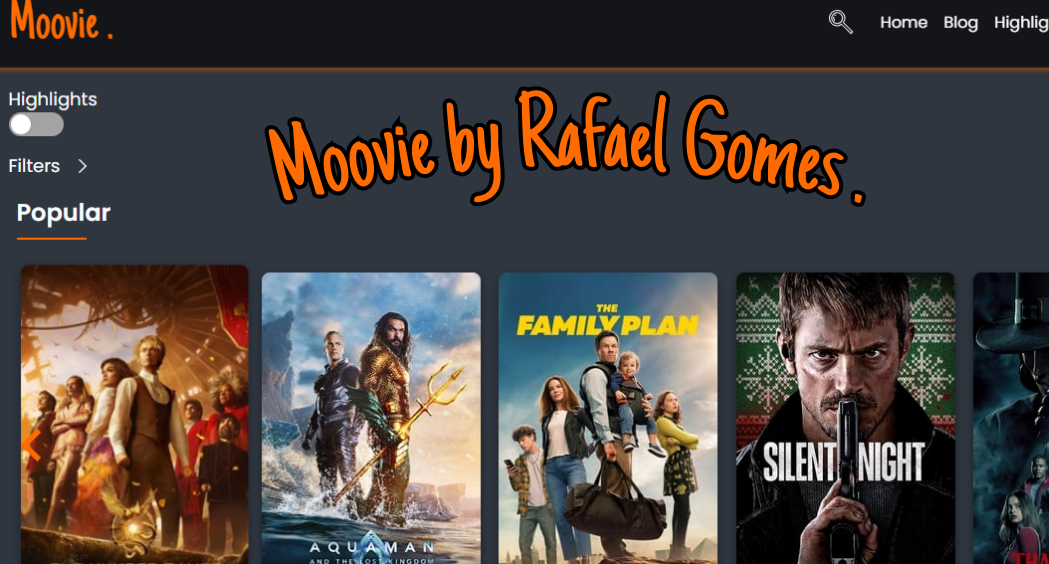 Moovie .
Home Blog Highlig
Highlights
Filters
Moovie by Rafael Gomes .
Popular
THE
FAMILY PLAN
SILENT NIGHT
AQUAMAN
AND THE LOST KINGDOM
THA